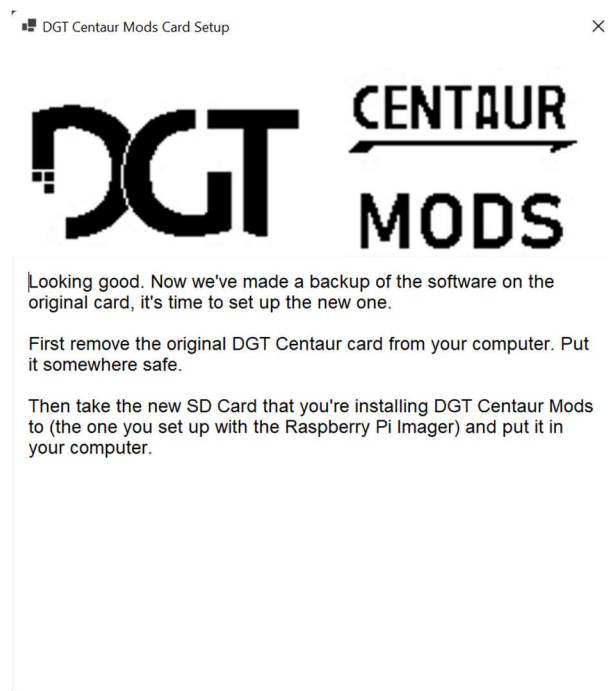 DGT Centaur Mods Card Setup
DGT
CENTAUR
MODS
Looking good. Now we've made a backup of the software on the
original card, it's time to set up the new one.
First remove the original DGT Centaur card from your computer. Put
it somewhere safe.
Then take the new SD Card that you're installing DGT Centaur Mods
to (the one you set up with the Raspberry Pi Imager) and put it in
your computer.